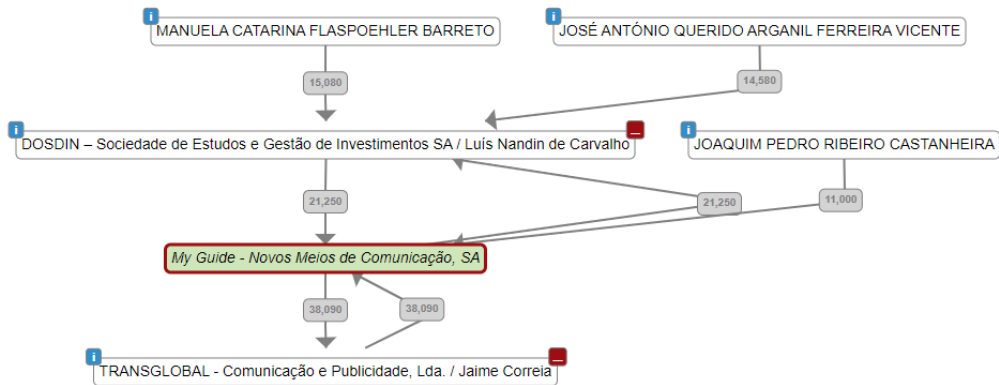 i
i
MANUELA CATARINA FLASPOEHLER BARRETO
JOSÉ ANTÓNIO QUERIDO ARGANIL FERREIRA VICENTE
15,080
14,580
i
i
DOSDIN – Sociedade de Estudos e Gestão de Investimentos SA / Luís Nandin de Carvalho
JOAQUIM PEDRO RIBEIRO CASTANHEIRA
21,250
21,250
11,000
My Guide - Novos Meios de Comunicação, SA
38,090
38,090
i
TRANSGLOBAL - Comunicação e Publicidade, Lda. / Jaime Correia